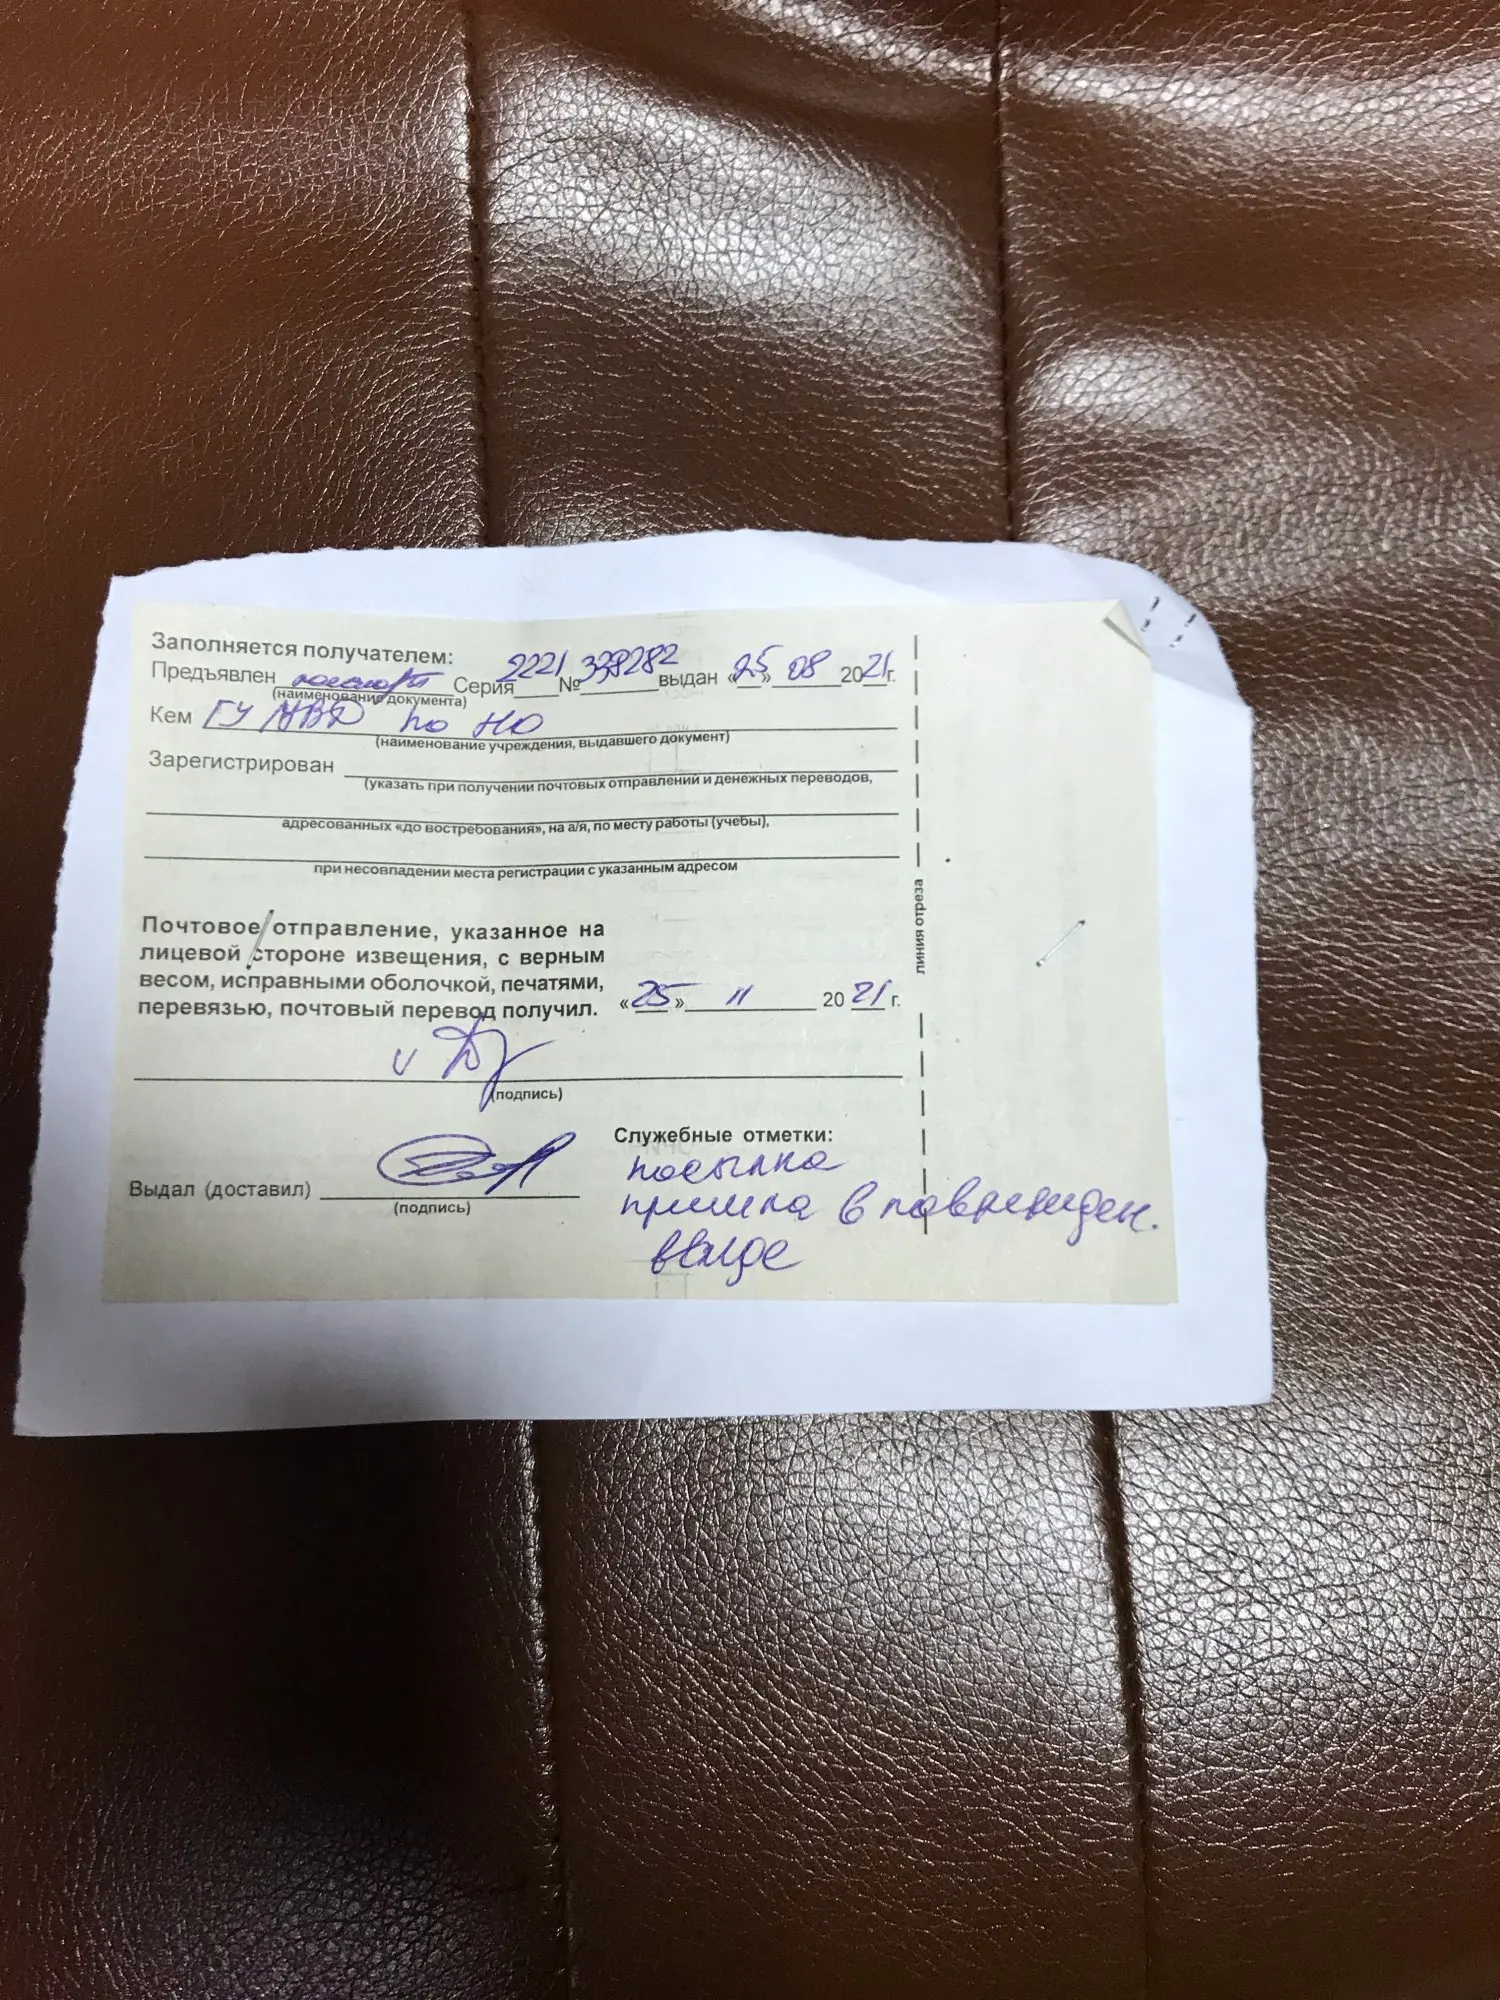 Заполняется получателем:
Предъявлен паспорт Серия 2221 № 338282 выдан «25» 08 2021 г.
(наименование документа)
Кем ГУ МВД по НО
(наименование учреждения, выдавшего документ)
Зарегистрирован
(указать при получении почтовых отправлений и денежных переводов,
адресованных «до востребования», на а/я, по месту работы (учебы),
при несовпадении места регистрации с указанным адресом
Почтовое отправление, указанное на
лицевой стороне извещения, с верным
весом, исправными оболочкой, печатями,
перевязью, почтовый перевод получил. «25» 11 2021 г.
(подпись)
Служебные отметки:
посылка
Выдал (доставил)
(подпись)
пришла в поврежден.
виде
линия отреза